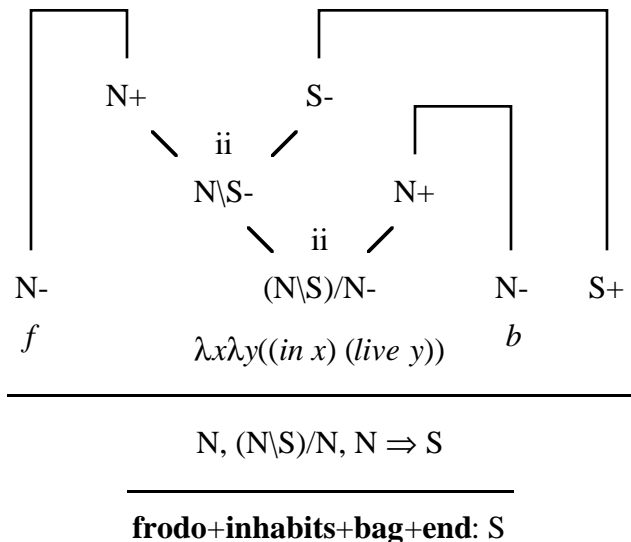 N+ S-
ii
N\S- N+
ii
N- (N\S)/N- N- S+
f λxλy((in x) (live y)) b
N, (N\S)/N, N ⇒ S
frodo+inhabits+bag+end: S